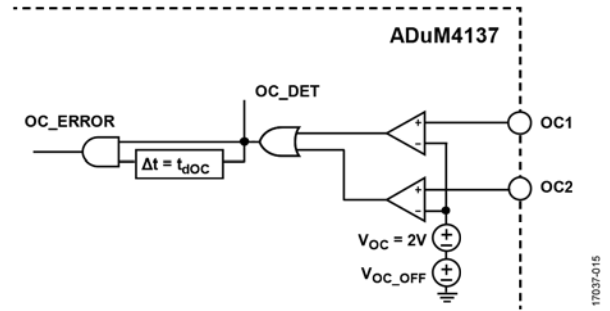 ADuM4137
OC_DET
OC_ERROR
Δt = tdOC
+
−
OC1
+
−
OC2
VOC = 2V
+
−
VOC_OFF
+
−
17037-015